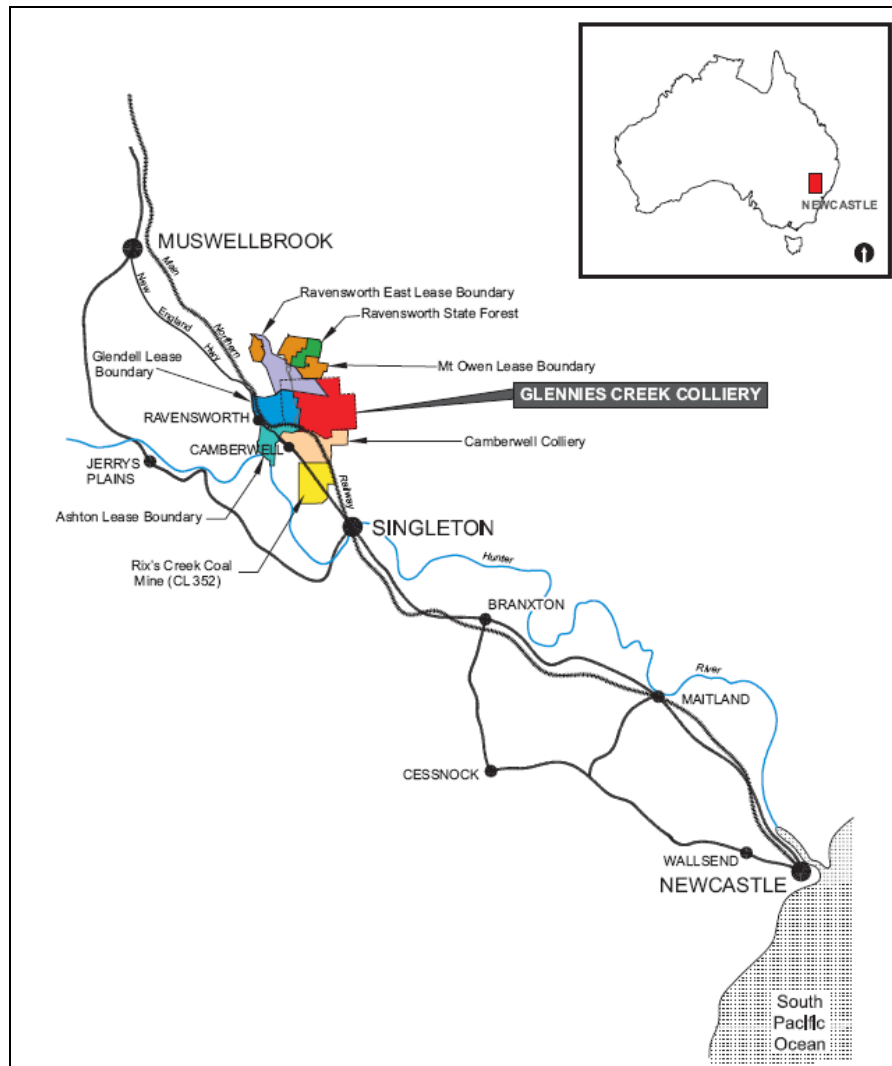 NEWCASTLE
MUSWELLBROOK
Main
Northern
Railway
New
England
Hwy
Ravensworth East Lease Boundary
Ravensworth State Forest
Glendell Lease
Boundary
Mt Owen Lease Boundary
GLENNIES CREEK COLLIERY
RAVENSWORTH
CAMBERWELL
Camberwell Colliery
JERRYS
PLAINS
Ashton Lease Boundary
SINGLETON
Rix's Creek Coal
Mine (CL 352)
Hunter
River
BRANXTON
MAITLAND
CESSNOCK
WALLSEND
NEWCASTLE
South
Pacific
Ocean